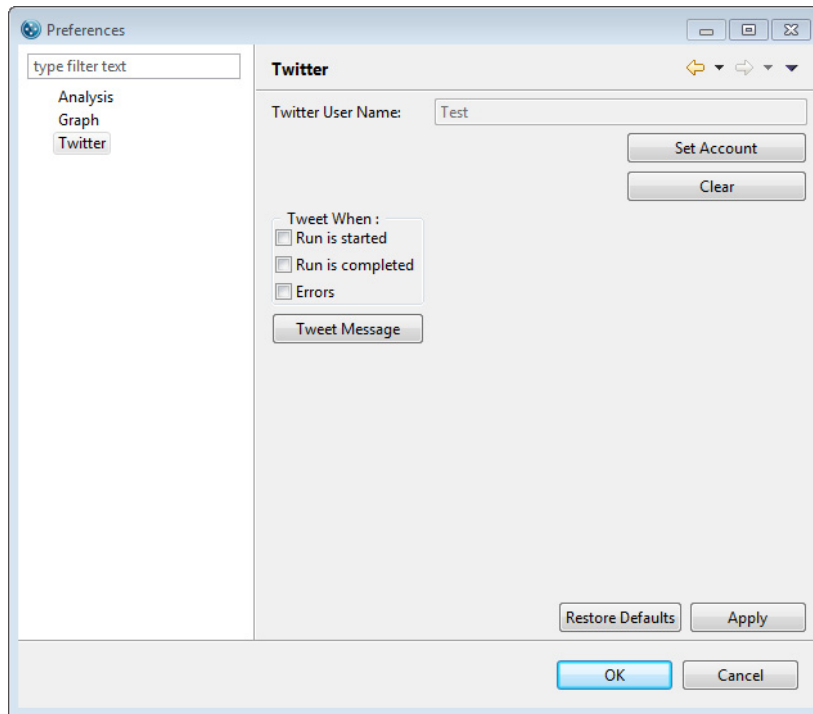 Preferences
type filter text
Analysis
Graph
Twitter
Twitter
Twitter User Name:
Test
Set Account
Clear
Tweet When :
Run is started
Run is completed
Errors
Tweet Message
Restore Defaults
Apply
OK
Cancel